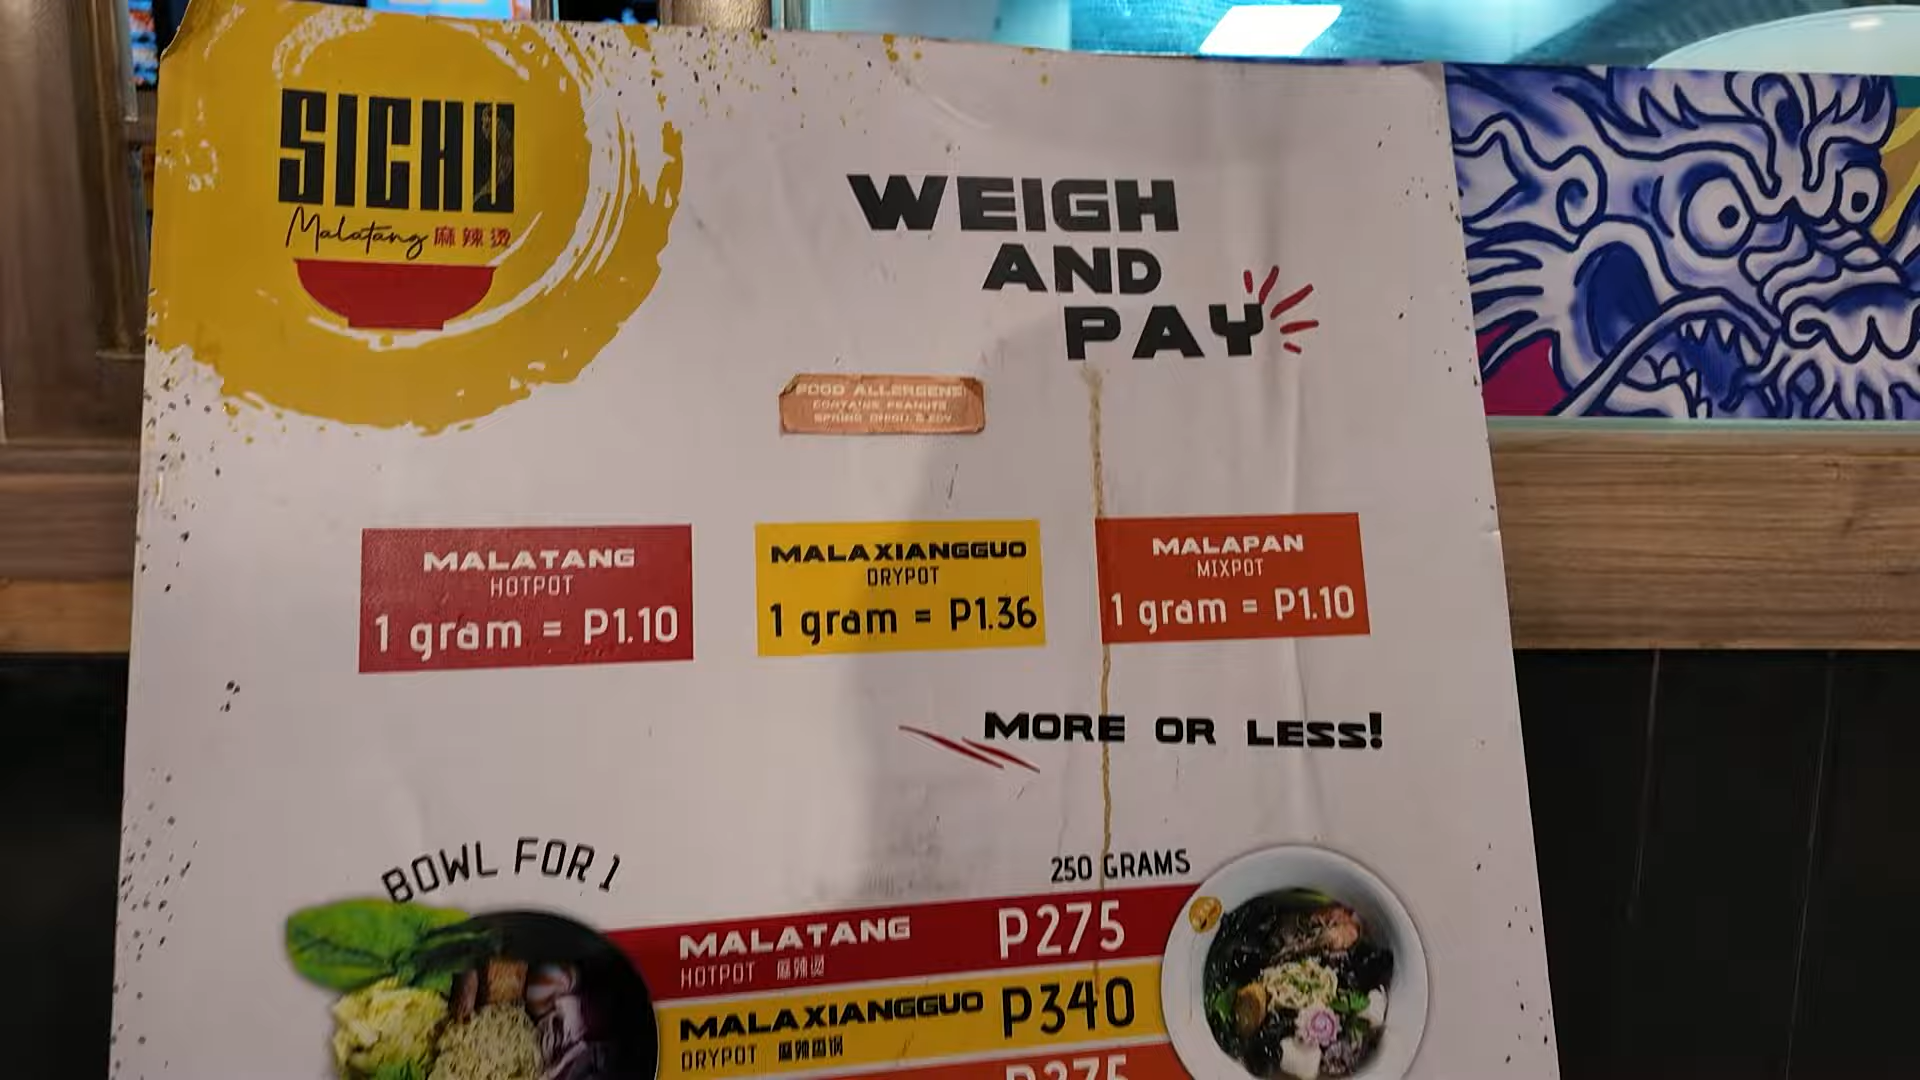 SICHU
Malatang 麻辣烫
WEIGH
AND
PAY
FOOD ALLERGENS
CONTAINS PEANUTS
SPRING ONION & SOY
MALATANG
HOTPOT
1 gram = P1.10
MALAXIANGGUO
DRYPOT
1 gram = P1.36
MALAPAN
MIXPOT
1 gram = P1.10
MORE OR LESS!
BOWL FOR 1
250 GRAMS
MALATANG P275
HOTPOT 麻辣烫
MALAXIANGGUO P340
DRYPOT 麻辣香锅
P275